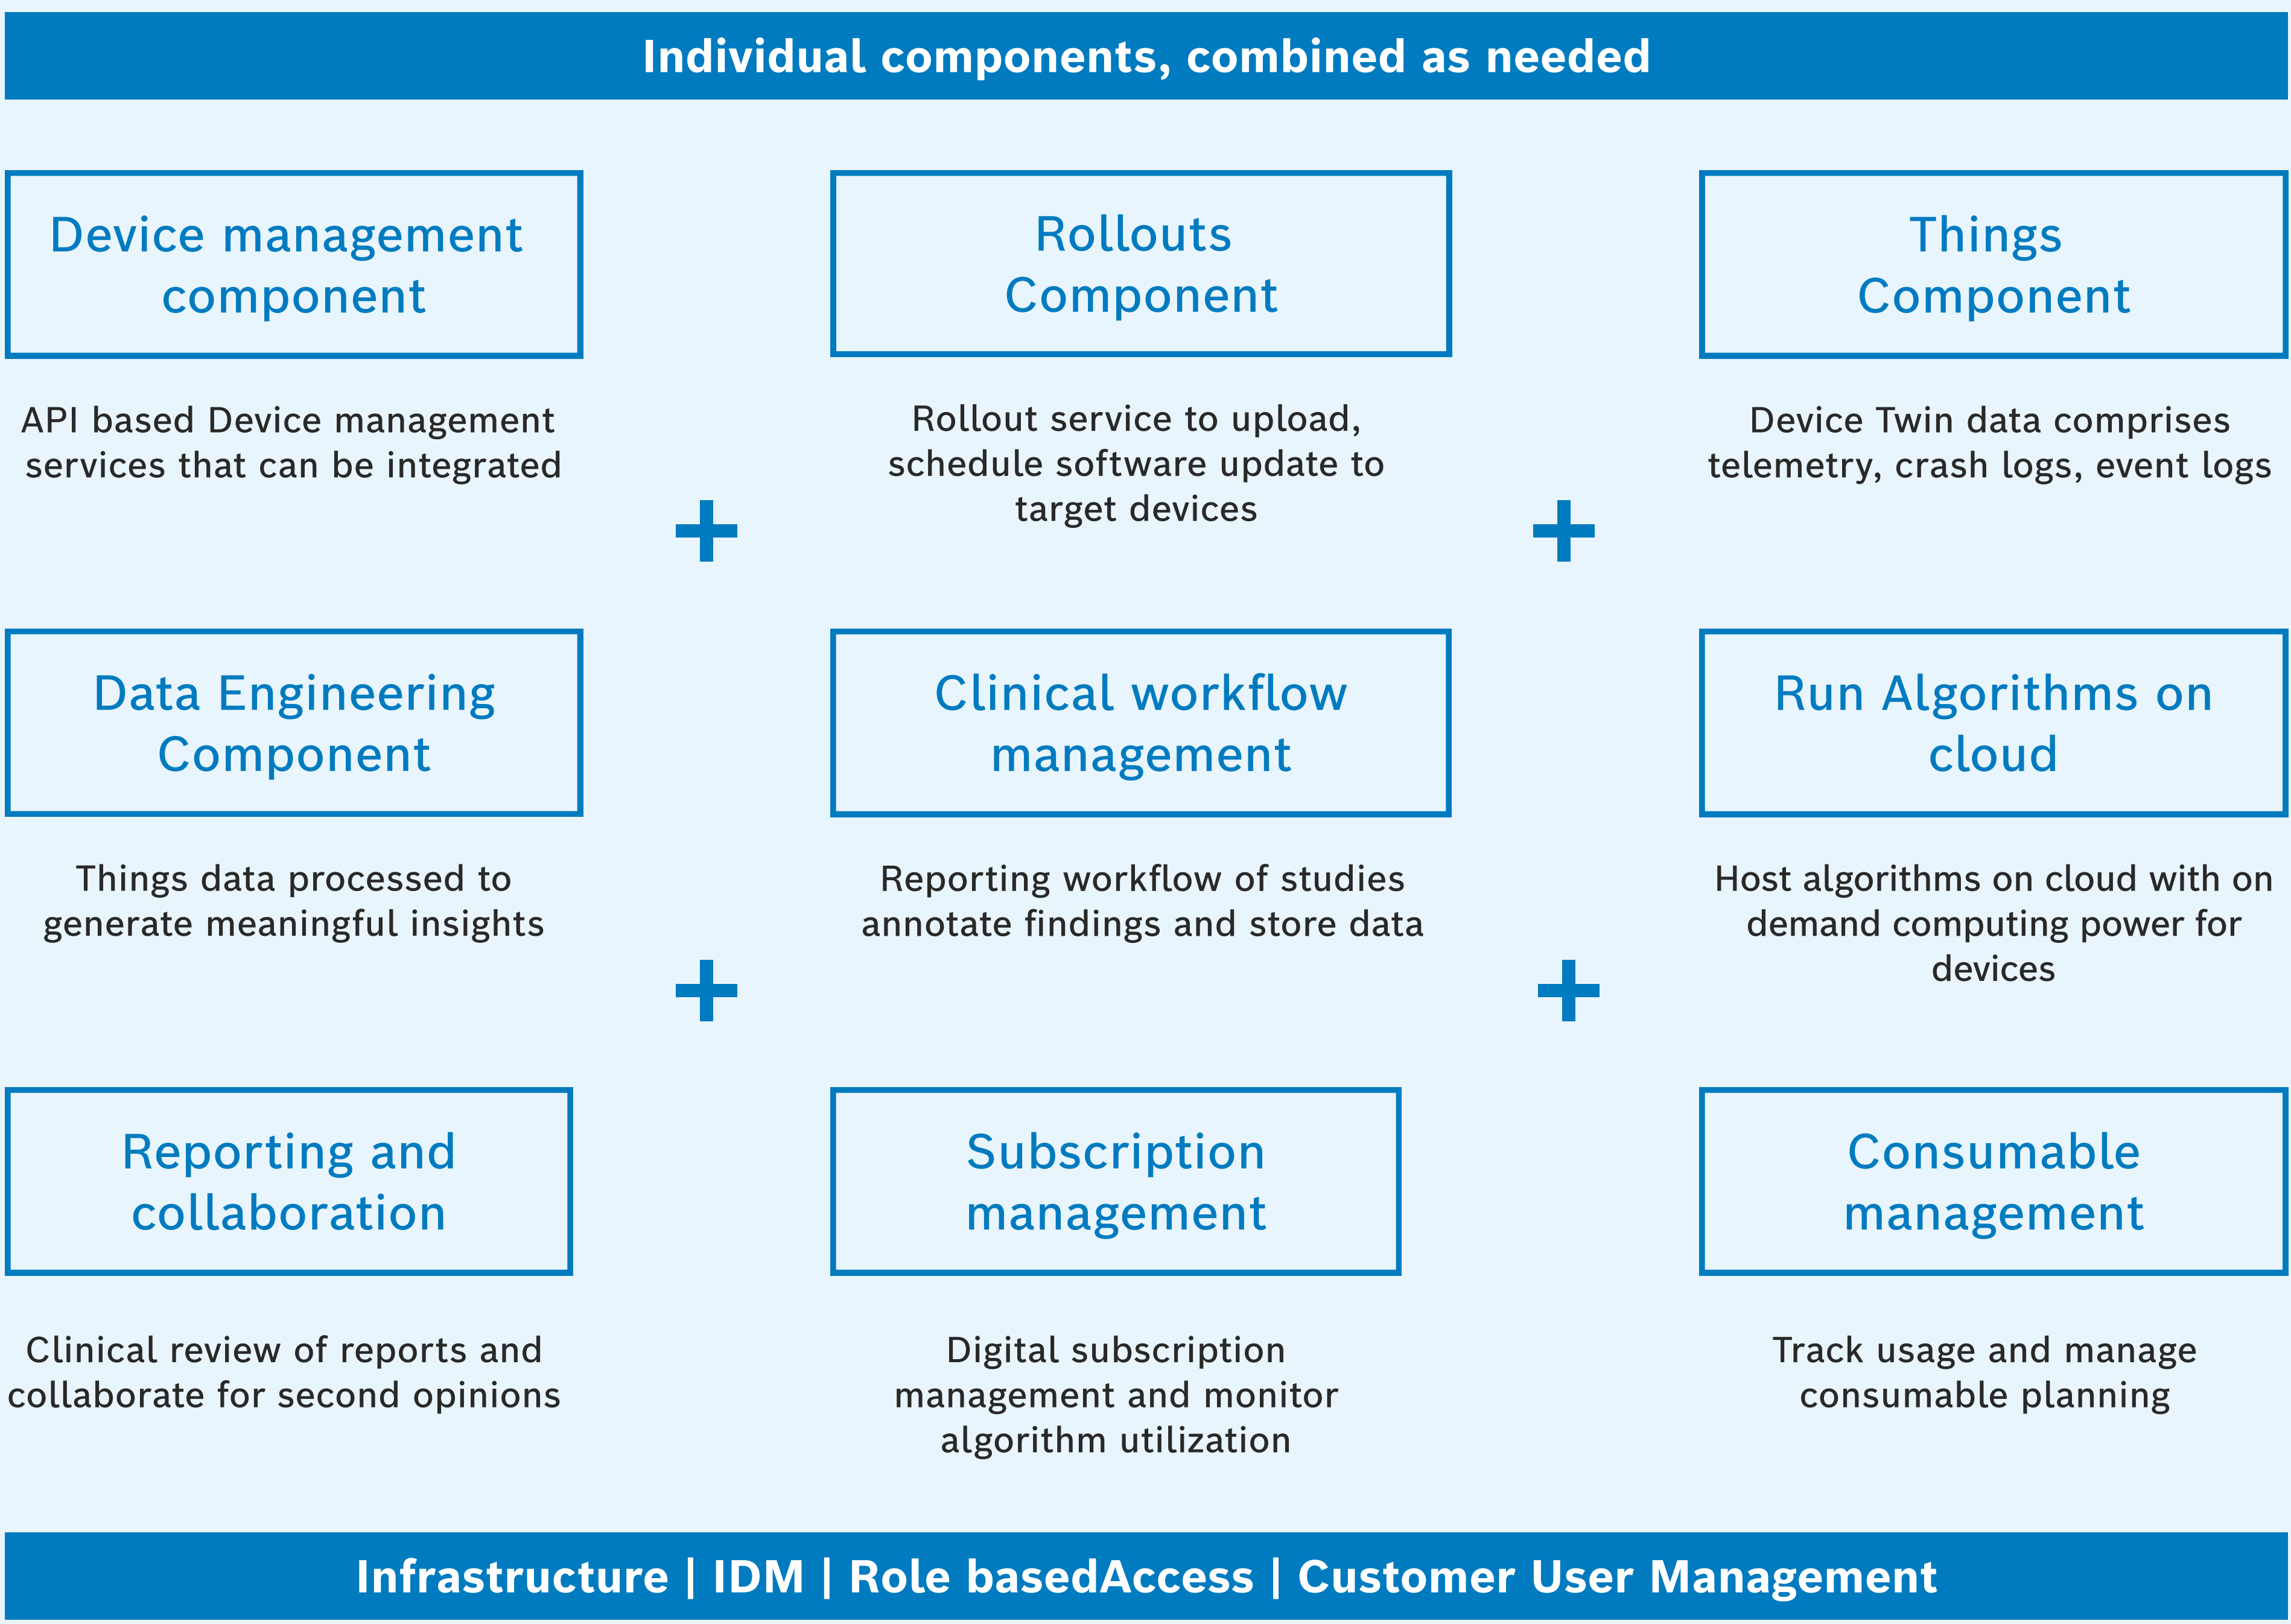 Individual components, combined as needed
Device management
component
Rollouts
Component
Things
Component
API based Device management
services that can be integrated
Rollout service to upload,
schedule software update to
target devices
Device Twin data comprises
telemetry, crash logs, event logs
+
+
Data Engineering
Component
Clinical workflow
management
Run Algorithms on
cloud
Things data processed to
generate meaningful insights
Reporting workflow of studies
annotate findings and store data
Host algorithms on cloud with on
demand computing power for
devices
+
+
Reporting and
collaboration
Subscription
management
Consumable
management
Clinical review of reports and
collaborate for second opinions
Digital subscription
management and monitor
algorithm utilization
Track usage and manage
consumable planning
Infrastructure | IDM | Role basedAccess | Customer User Management